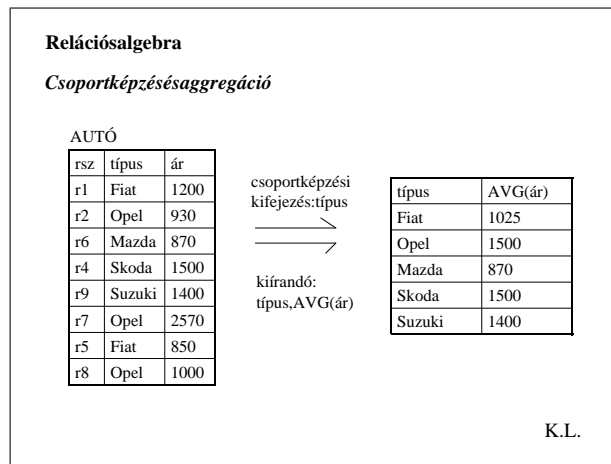 Relációsalgebra
Csoportképzésésaggregáció
AUTÓ
rsz típus ár
r1 Fiat 1200
r2 Opel 930
r6 Mazda 870
r4 Skoda 1500
r9 Suzuki 1400
r7 Opel 2570
r5 Fiat 850
r8 Opel 1000
csoportképzési
kifejezés:típus
kiírandó:
típus,AVG(ár)
típus AVG(ár)
Fiat 1025
Opel 1500
Mazda 870
Skoda 1500
Suzuki 1400
K.L.